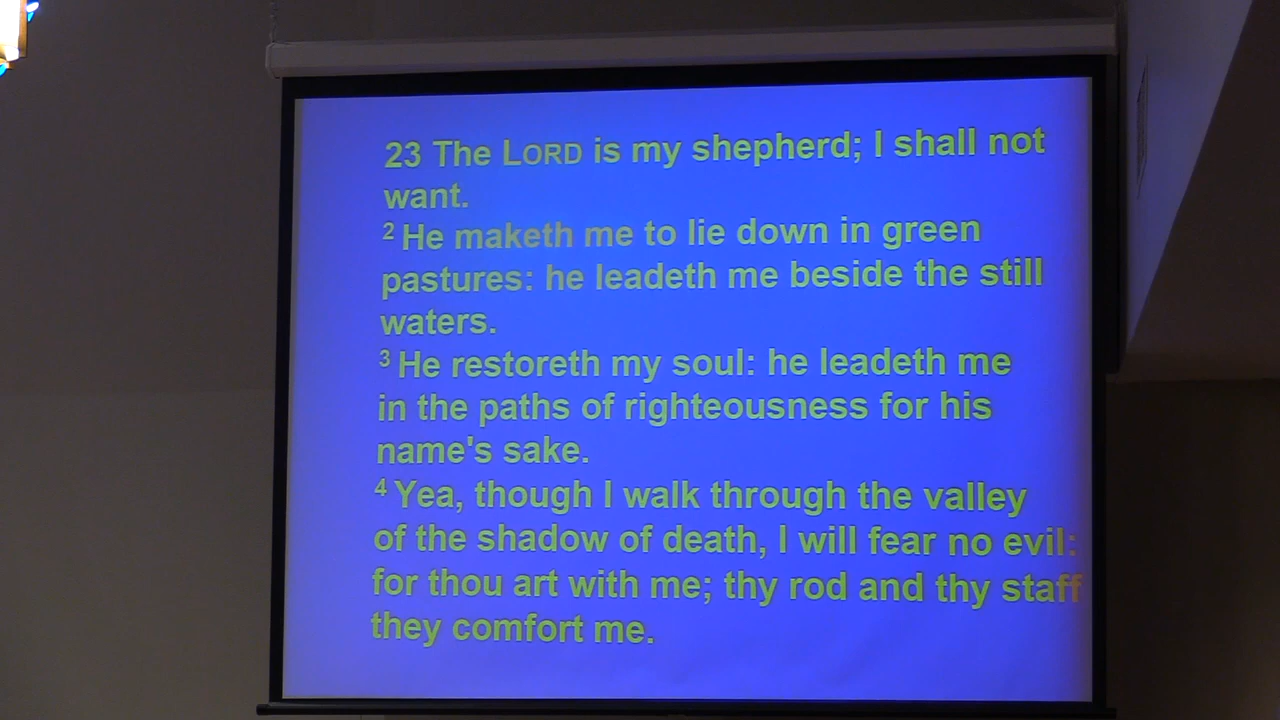 23 The LORD is my shepherd; I shall not
want.
2 He maketh me to lie down in green
pastures: he leadeth me beside the still
waters.
3 He restoreth my soul: he leadeth me
in the paths of righteousness for his
name's sake.
4 Yea, though I walk through the valley
of the shadow of death, I will fear no evil:
for thou art with me; thy rod and thy staff
they comfort me.